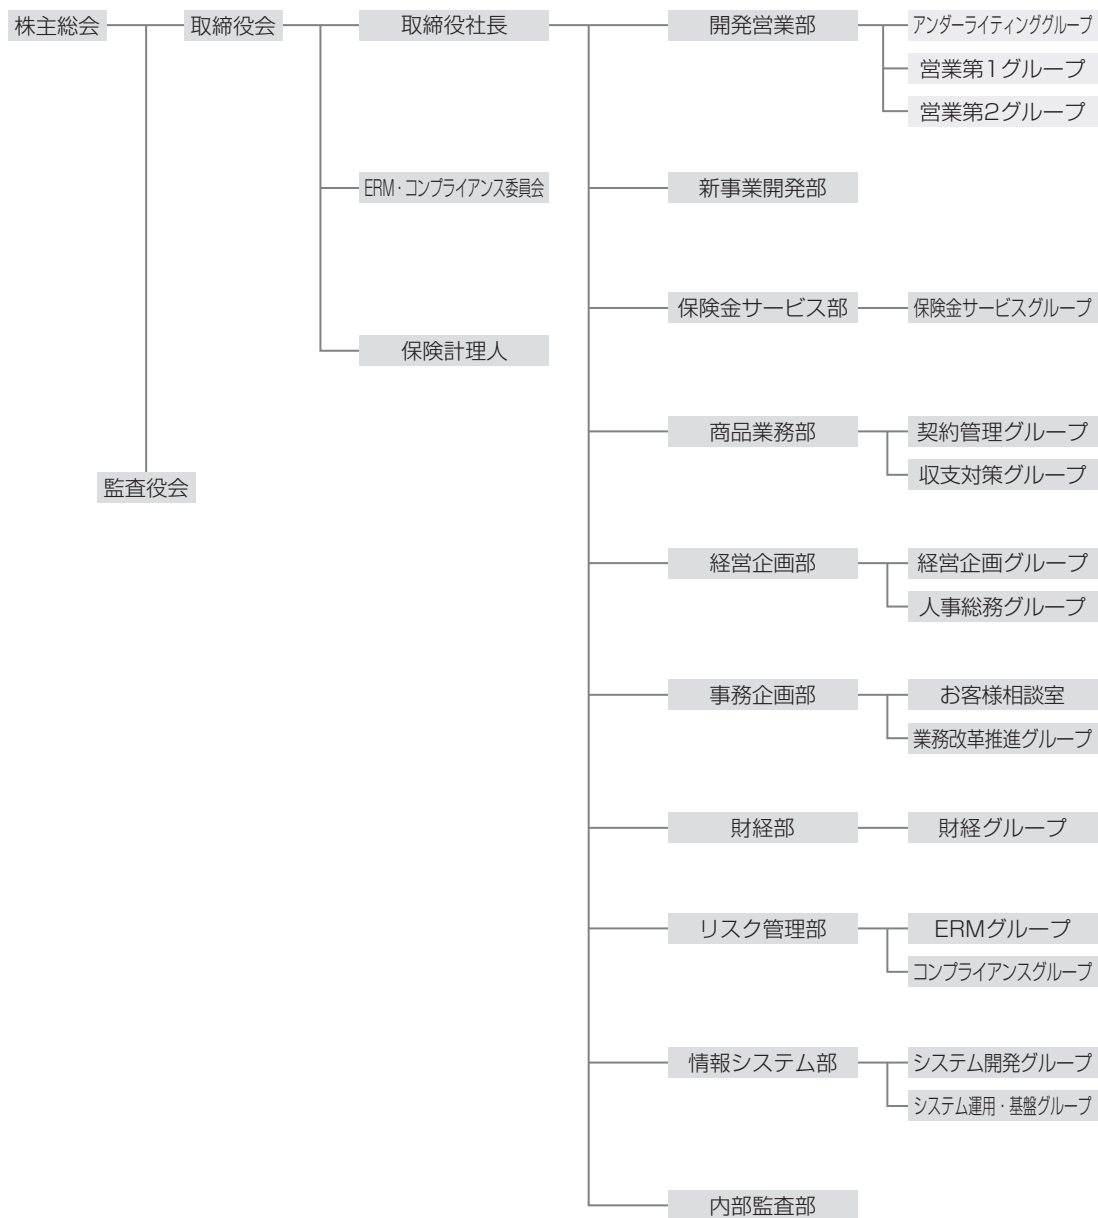 株主総会
取締役会
取締役社長
開発営業部
アンダーライティンググループ
営業第1グループ
営業第2グループ
ERM・コンプライアンス委員会
新事業開発部
保険金サービス部
保険金サービスグループ
保険計理人
商品業務部
契約管理グループ
収支対策グループ
監査役会
経営企画部
経営企画グループ
人事総務グループ
事務企画部
お客様相談室
業務改革推進グループ
財経部
財経グループ
リスク管理部
ERMグループ
コンプライアンスグループ
情報システム部
システム開発グループ
システム運用・基盤グループ
内部監査部